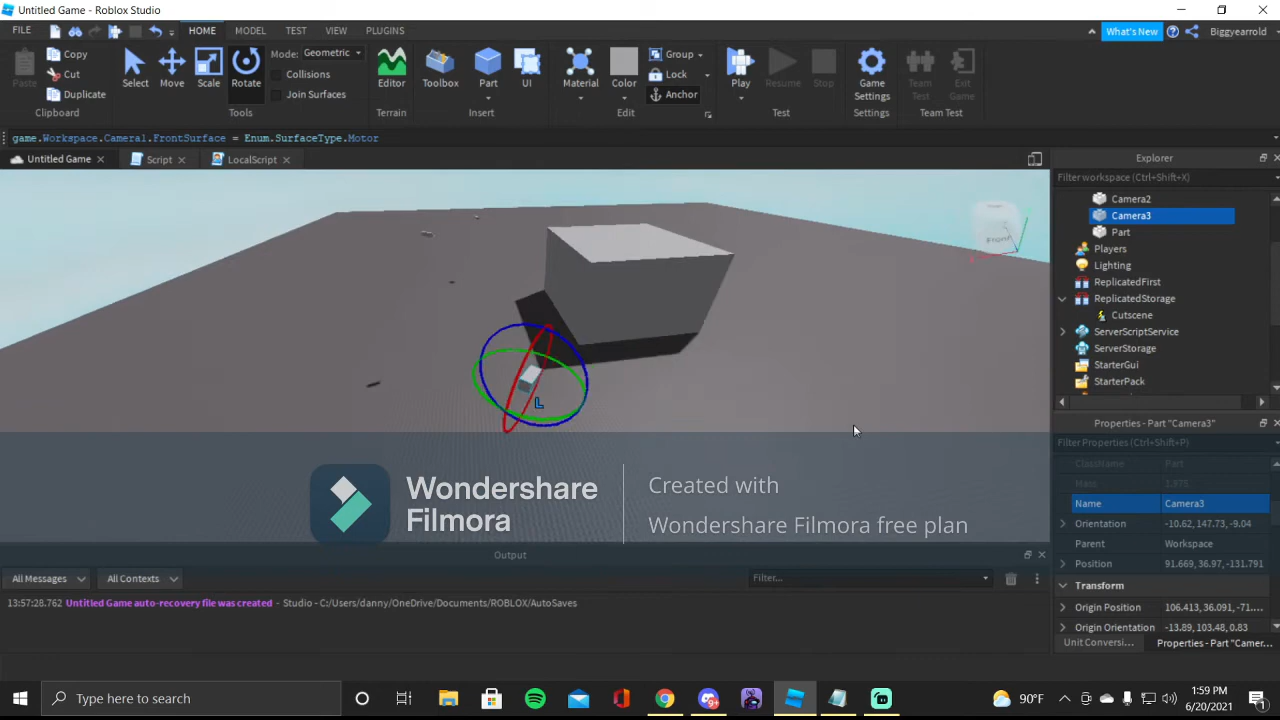 Untitled Game - Roblox Studio
FILE
HOME
MODEL
TEST
VIEW
PLUGINS
What's New
Biggyearrold
Paste
Copy
Cut
Duplicate
Clipboard
Select
Move
Scale
Rotate
Mode: Geometric
Collisions
Join Surfaces
Tools
Editor
Terrain
Toolbox
Part
UI
Insert
Material
Color
Group
Lock
Anchor
Edit
Play
Resume
Stop
Test
Game Settings
Settings
Team Test
Exit Game
Team Test
game.Workspace.Camera1.FrontSurface = Enum.SurfaceType.Motor
Untitled Game
Script
LocalScript
Front
L
Explorer
Filter workspace (Ctrl+Shift+X)
Camera2
Camera3
Part
Players
Lighting
ReplicatedFirst
ReplicatedStorage
Cutscene
ServerScriptService
ServerStorage
StarterGui
StarterPack
Properties - Part "Camera3"
Filter Properties (Ctrl+Shift+P)
ClassName Part
Mass 1.975
Name Camera3
Orientation -10.62, 147.73, -9.04
Parent Workspace
Position 91.669, 36.97, -131.791
Transform
Origin Position 106.413, 36.091, -71....
Origin Orientation -13.89, 103.48, 0.83
Unit Conversi...
Properties - Part "Camer...
Wondershare
Filmora
Created with
Wondershare Filmora free plan
Output
All Messages
All Contexts
Filter...
13:57:28.762 Untitled Game auto-recovery file was created - Studio - C:/Users/danny/OneDrive/Documents/ROBLOX/AutoSaves
Type here to search
9+
90°F
1:59 PM
6/20/2021
1